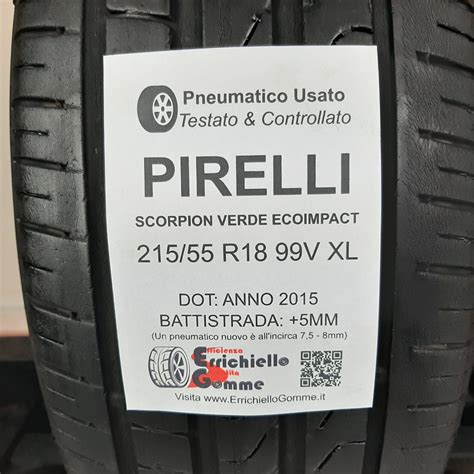 Pneumatico Usato
Testato & Controllato
PIRELLI
SCORPION VERDE ECOIMPACT
215/55 R18 99V XL
DOT: ANNO 2015
BATTISTRADA: +5MM
(Un pneumatico nuovo è all'incirca 7,5 - 8mm)
Efficienza
Errichiello
Gomme
Visita www.ErrichielloGomme.it